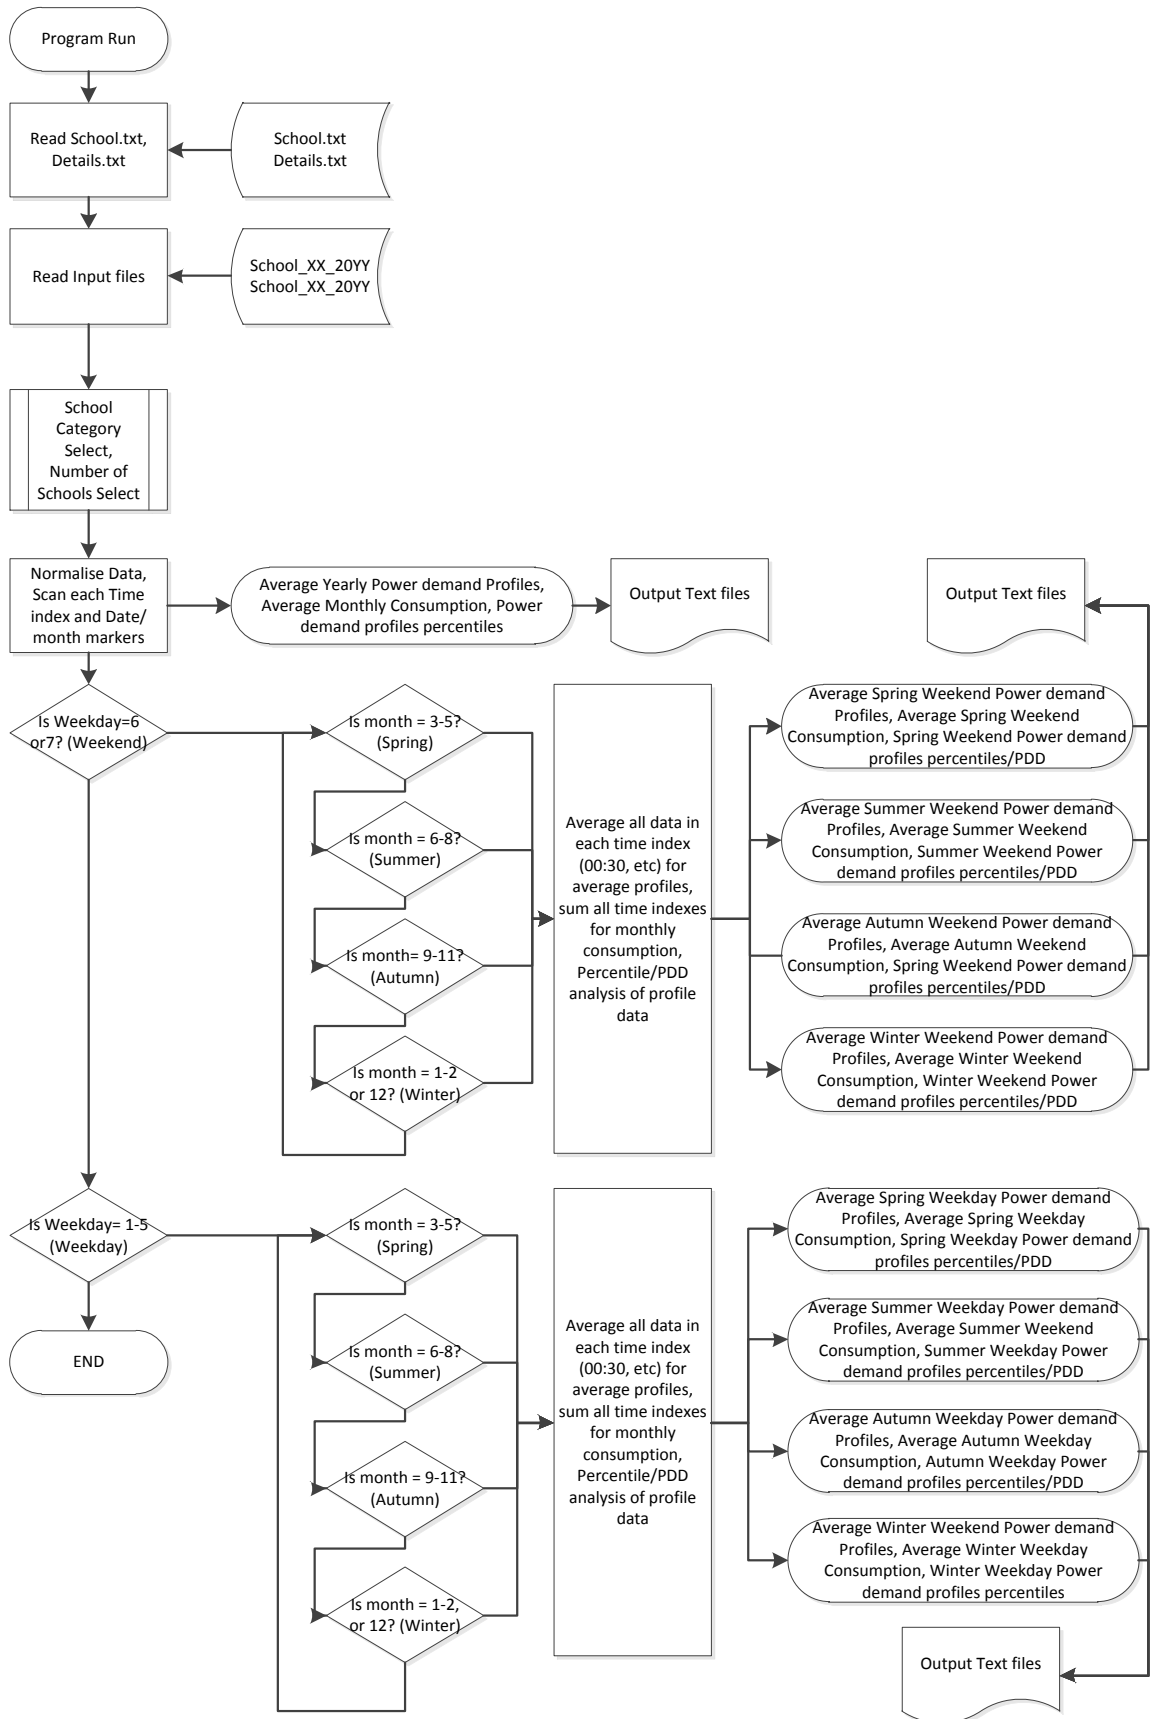 Program Run
Read School.txt,
Details.txt
School.txt
Details.txt
Read Input files
School_XX_20YY
School_XX_20YY
School
Category
Select,
Number of
Schools Select
Normalise Data,
Scan each Time
index and Date/
month markers
Average Yearly Power demand Profiles,
Average Monthly Consumption, Power
demand profiles percentiles
Output Text files
Output Text files
Is Weekday=6
or7? (Weekend)
Is month = 3-5?
(Spring)
Is month = 6-8?
(Summer)
Is month= 9-11?
(Autumn)
Is month = 1-2
or 12? (Winter)
Average all data in
each time index
(00:30, etc) for
average profiles,
sum all time indexes
for monthly
consumption,
Percentile/PDD
analysis of profile
data
Average Spring Weekend Power demand
Profiles, Average Spring Weekend
Consumption, Spring Weekend Power demand
profiles percentiles/PDD
Average Summer Weekend Power demand
Profiles, Average Summer Weekend
Consumption, Summer Weekend Power
demand profiles percentiles/PDD
Average Autumn Weekend Power demand
Profiles, Average Autumn Weekend
Consumption, Spring Weekend Power demand
profiles percentiles/PDD
Average Winter Weekend Power demand
Profiles, Average Winter Weekend
Consumption, Winter Weekend Power
demand profiles percentiles/PDD
Is Weekday= 1-5
(Weekday)
END
Is month = 3-5?
(Spring)
Is month = 6-8?
(Summer)
Is month = 9-11?
(Autumn)
Is month = 1-2,
or 12? (Winter)
Average all data in
each time index
(00:30, etc) for
average profiles,
sum all time indexes
for monthly
consumption,
Percentile/PDD
analysis of profile
data
Average Spring Weekday Power demand
Profiles, Average Spring Weekday
Consumption, Spring Weekday Power demand
profiles percentiles/PDD
Average Summer Weekday Power demand
Profiles, Average Summer Weekend
Consumption, Summer Weekday Power
demand profiles percentiles/PDD
Average Autumn Weekday Power demand
Profiles, Average Autumn Weekday
Consumption, Autumn Weekday Power
demand profiles percentiles/PDD
Average Winter Weekend Power demand
Profiles, Average Winter Weekday
Consumption, Winter Weekday Power
demand profiles percentiles
Output Text files